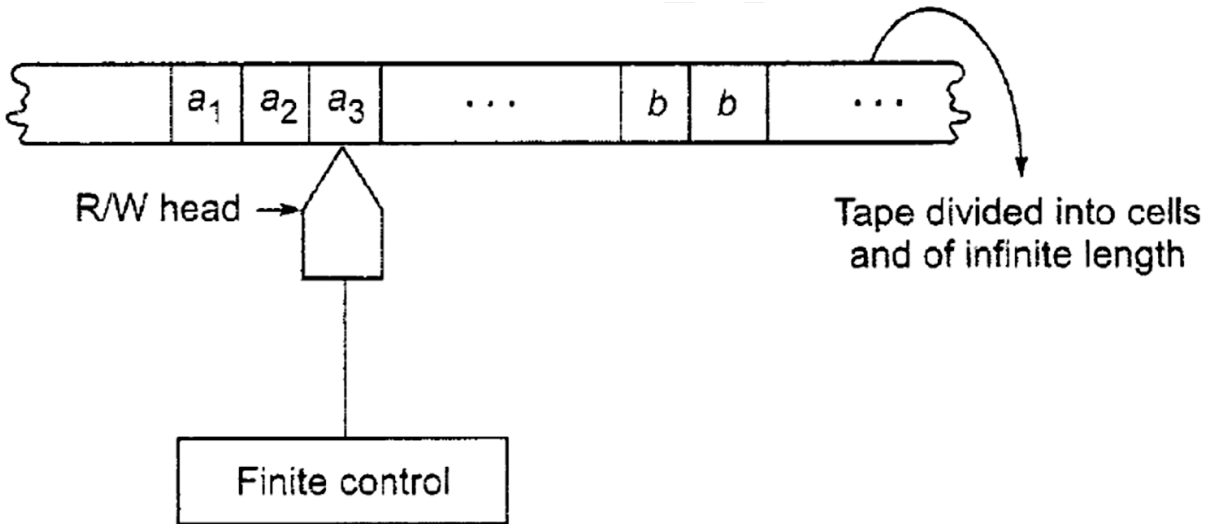 a₁ a₂ a₃ ... b b ...
R/W head
Tape divided into cells
and of infinite length
Finite control